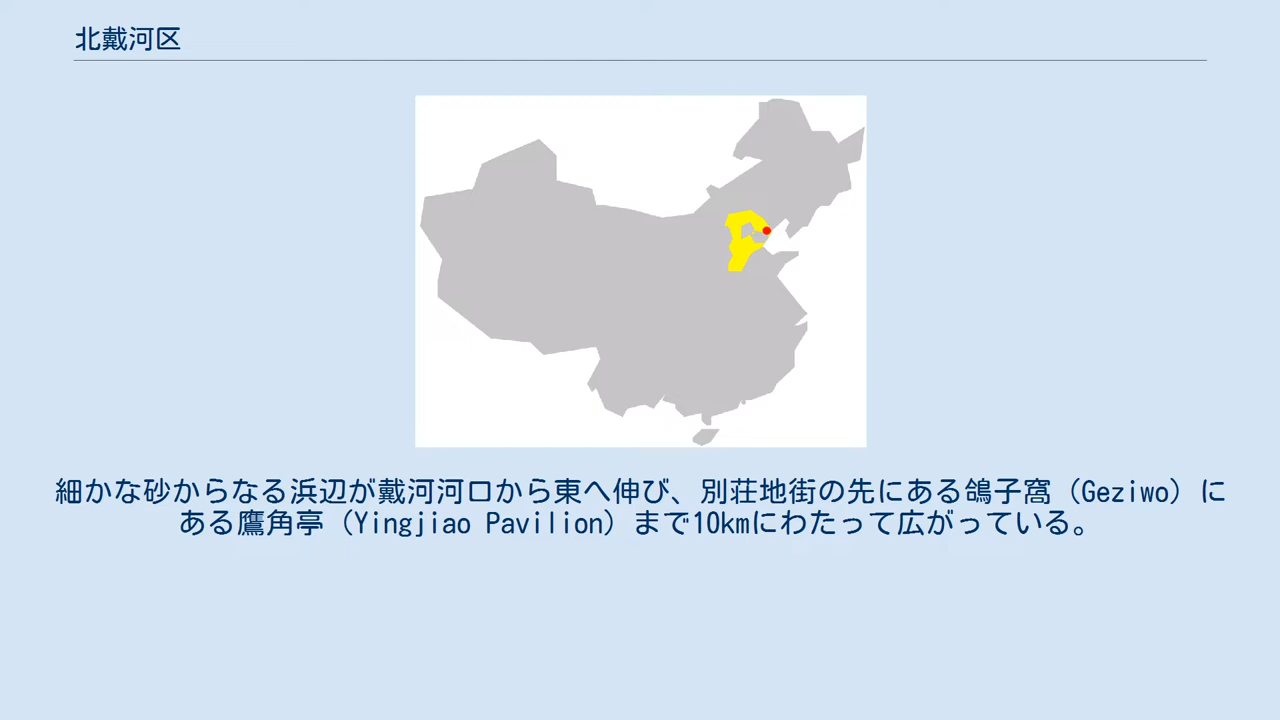 北戴河区
細かな砂からなる浜辺が戴河河口から東へ伸び、別荘地街の先にある鴿子窩（Geziwo）に
ある鷹角亭（Yingjiao Pavilion）まで10kmにわたって広がっている。